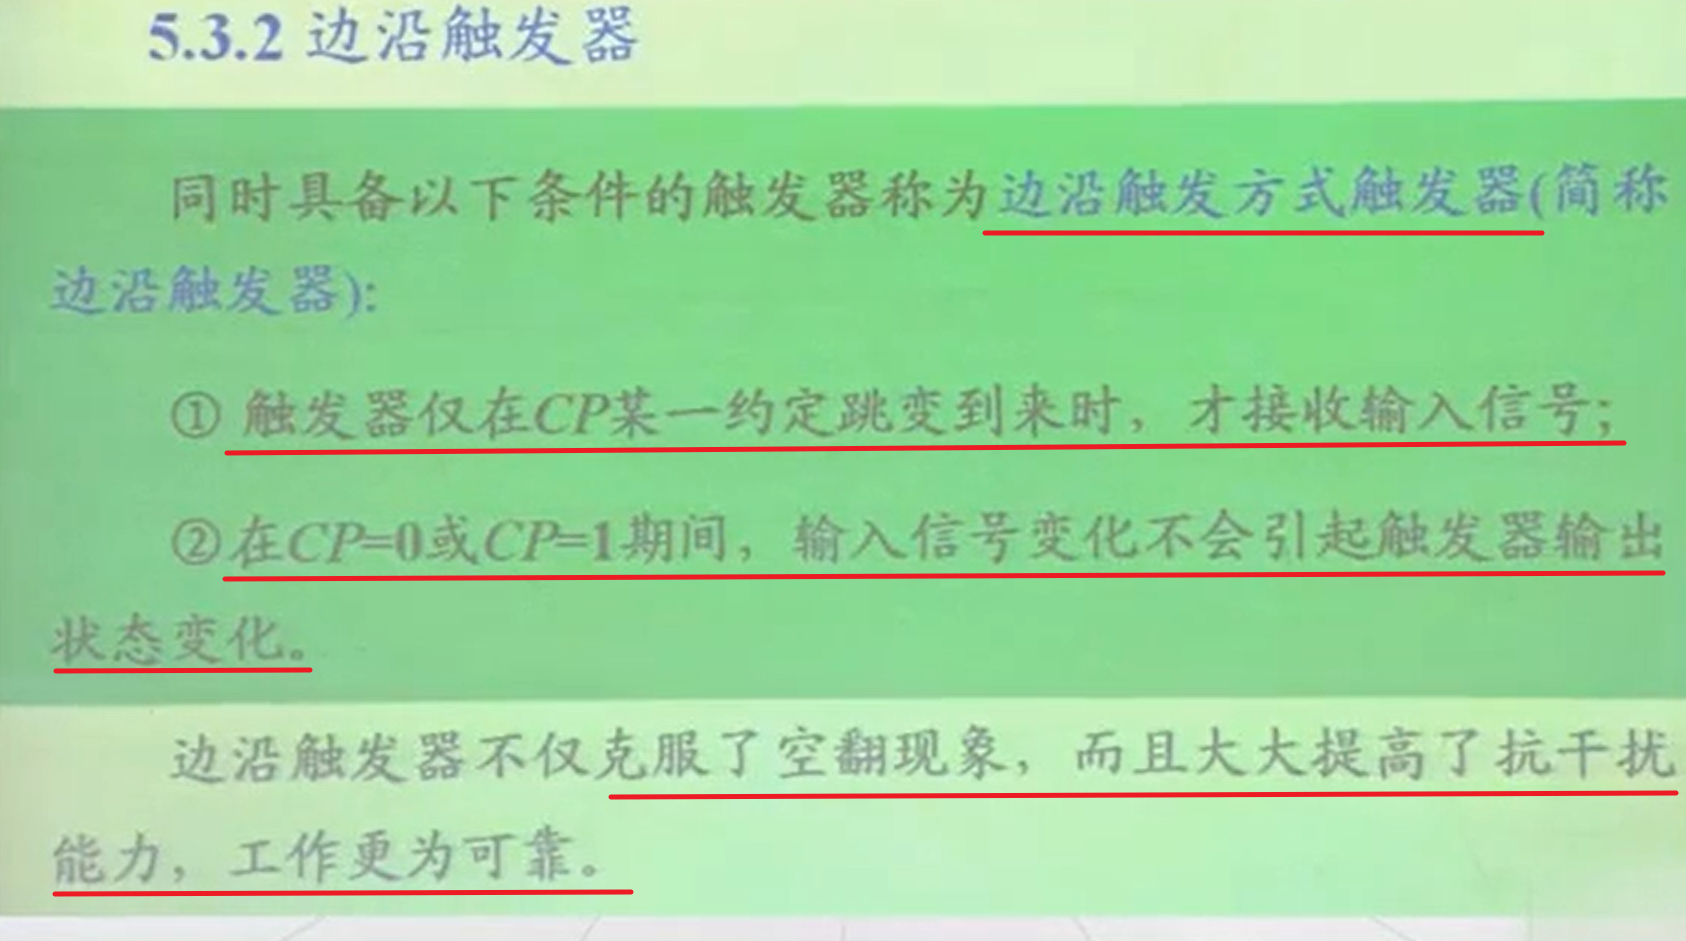 5.3.2 边沿触发器
同时具备以下条件的触发器称为边沿触发方式触发器(简称
边沿触发器):
① 触发器仅在CP某一约定跳变到来时，才接收输入信号;
②在CP=0或CP=1期间，输入信号变化不会引起触发器输出
状态变化。
边沿触发器不仅克服了空翻现象，而且大大提高了抗干扰
能力，工作更为可靠。